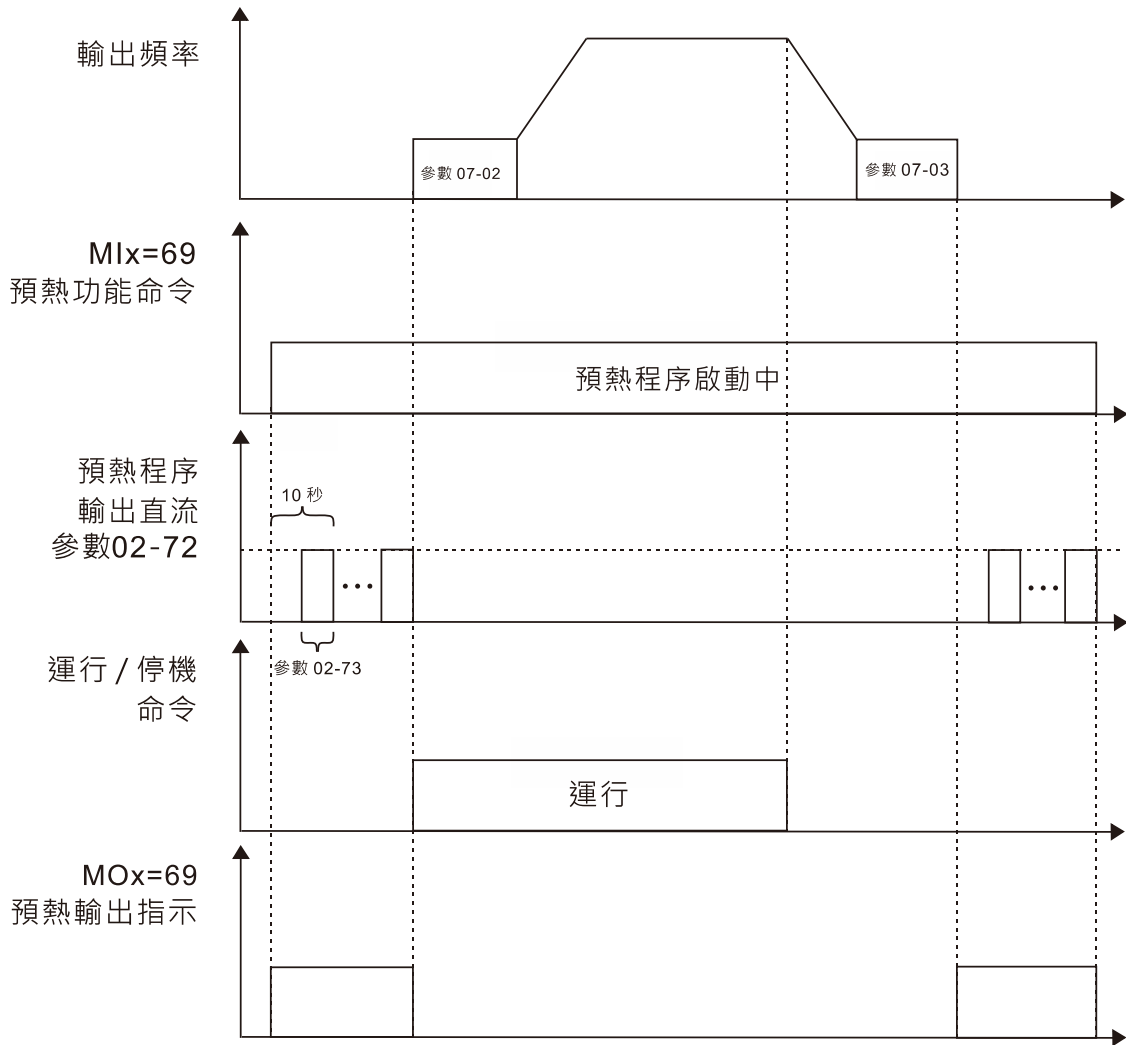 輸出頻率
參數 07-02
參數 07-03
MIx=69
預熱功能命令
預熱程序啟動中
預熱程序
輸出直流
參數02-72
10 秒
參數 02-73
運行 / 停機
命令
運行
MOx=69
預熱輸出指示